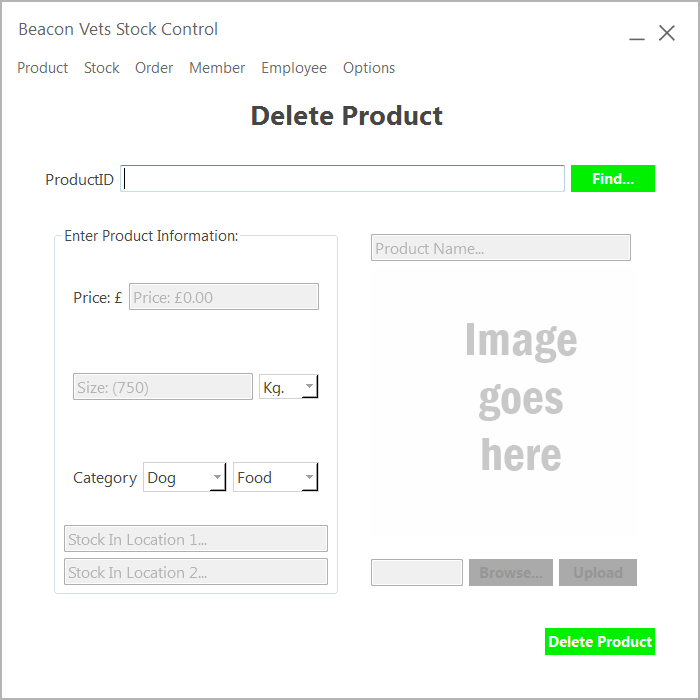 Beacon Vets Stock Control
Product Stock Order Member Employee Options
Delete Product
ProductID Find...
Enter Product Information:
Product Name...
Price: £ Price: £0.00
Image
goes
here
Size: (750) Kg.
Category Dog Food
Stock In Location 1...
Stock In Location 2...
Browse... Upload
Delete Product